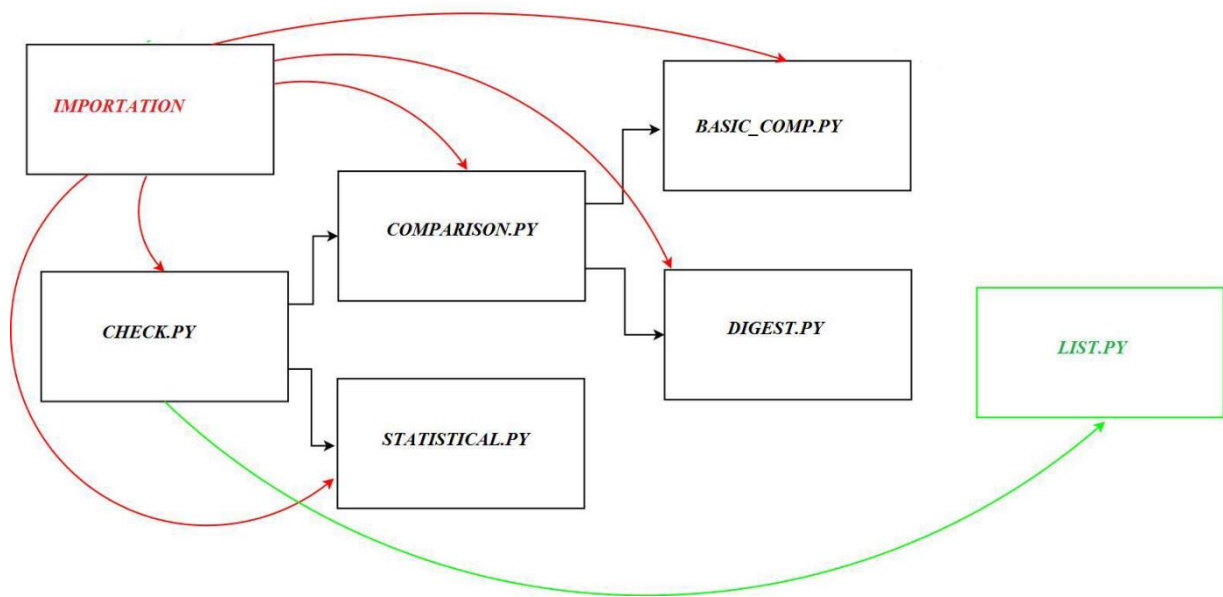 IMPORTATION
BASIC_COMP.PY
COMPARISON.PY
CHECK.PY
DIGEST.PY
LIST.PY
STATISTICAL.PY